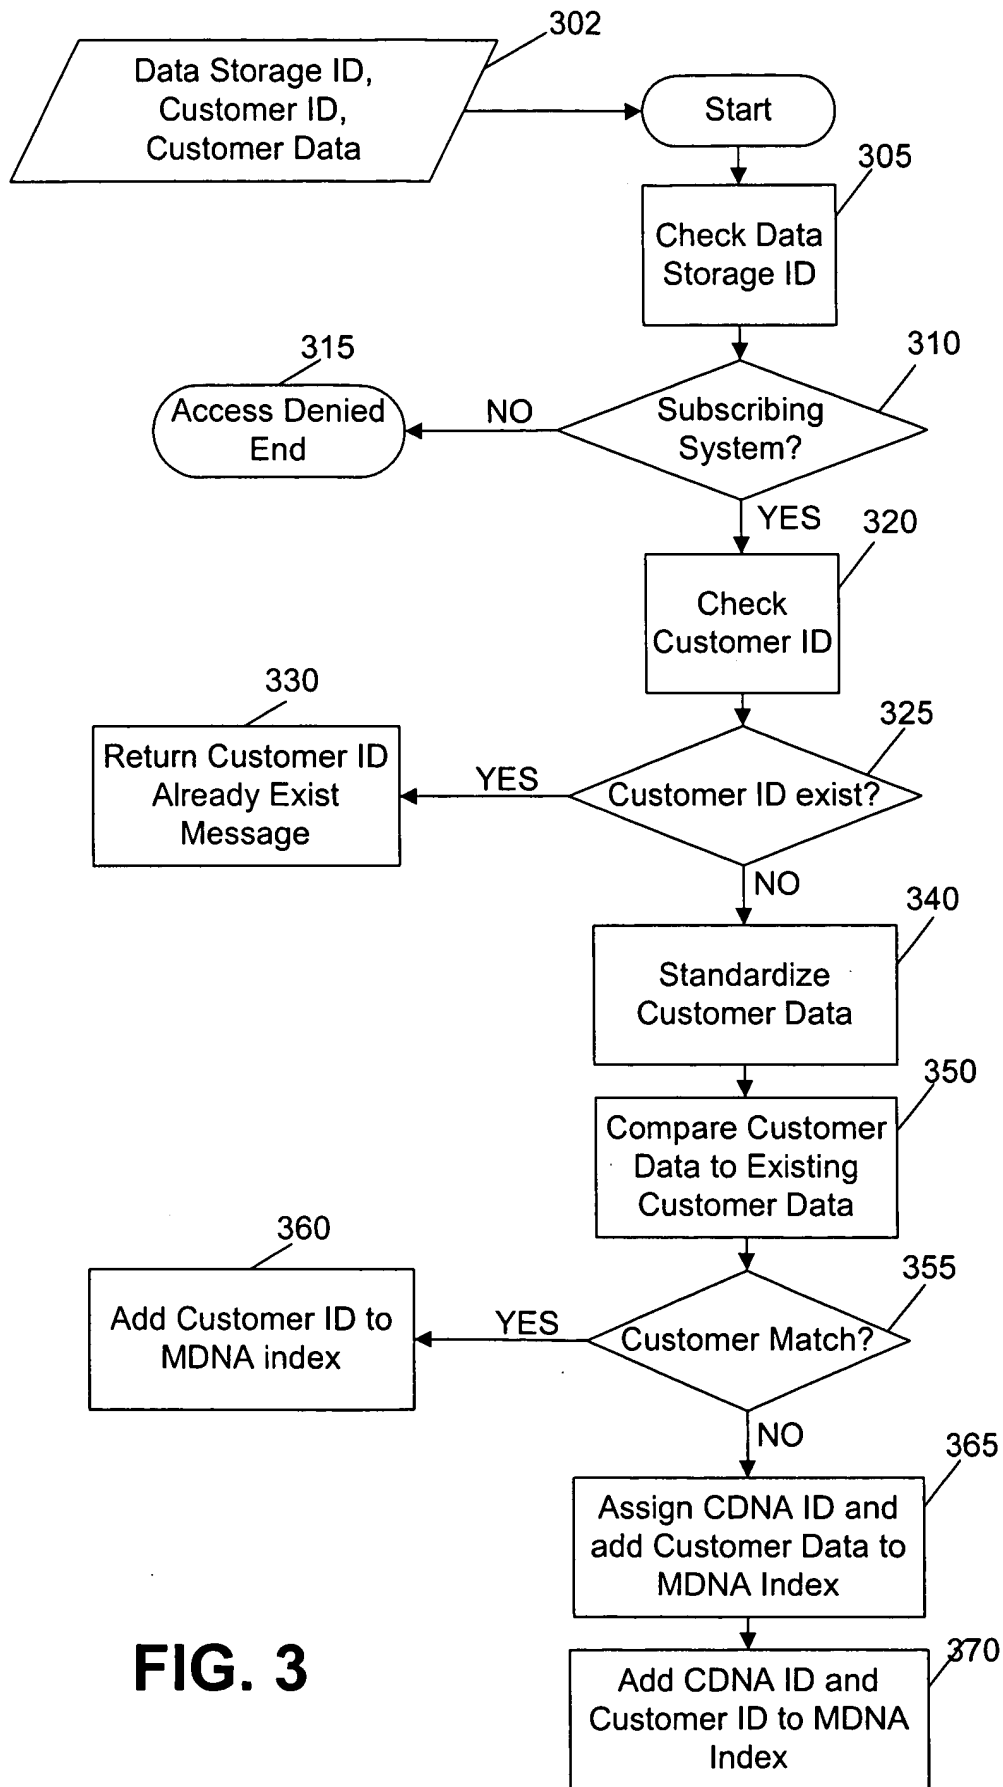 302
Data Storage ID,
Customer ID,
Customer Data
Start
305
Check Data
Storage ID
310
315
Subscribing
System?
NO
Access Denied
End
YES
320
Check
Customer ID
330
325
Return Customer ID
Already Exist
Message
YES
Customer ID exist?
NO
340
Standardize
Customer Data
350
Compare Customer
Data to Existing
Customer Data
360
355
Add Customer ID to
MDNA index
YES
Customer Match?
NO
365
Assign CDNA ID and
add Customer Data to
MDNA Index
370
Add CDNA ID and
Customer ID to MDNA
Index
FIG. 3